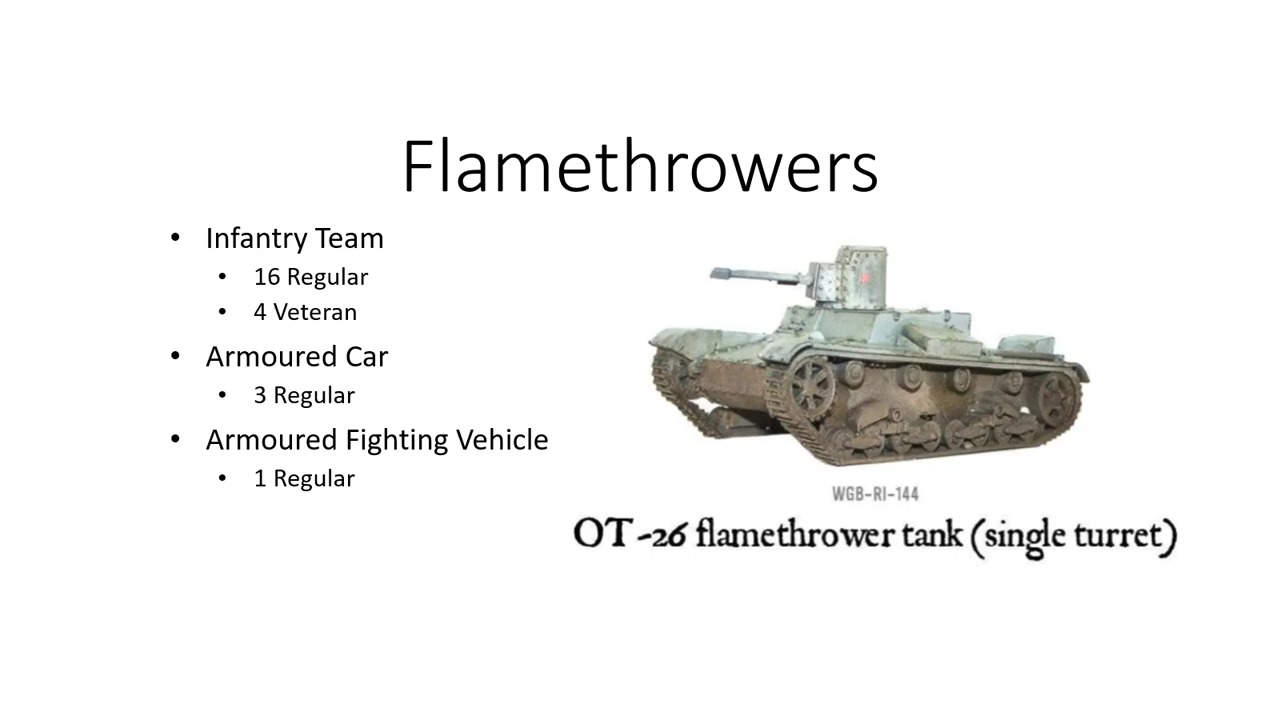 Flamethrowers
• Infantry Team
• 16 Regular
• 4 Veteran
• Armoured Car
• 3 Regular
• Armoured Fighting Vehicle
• 1 Regular
WGB-RI-144
OT-26 flamethrower tank (single turret)